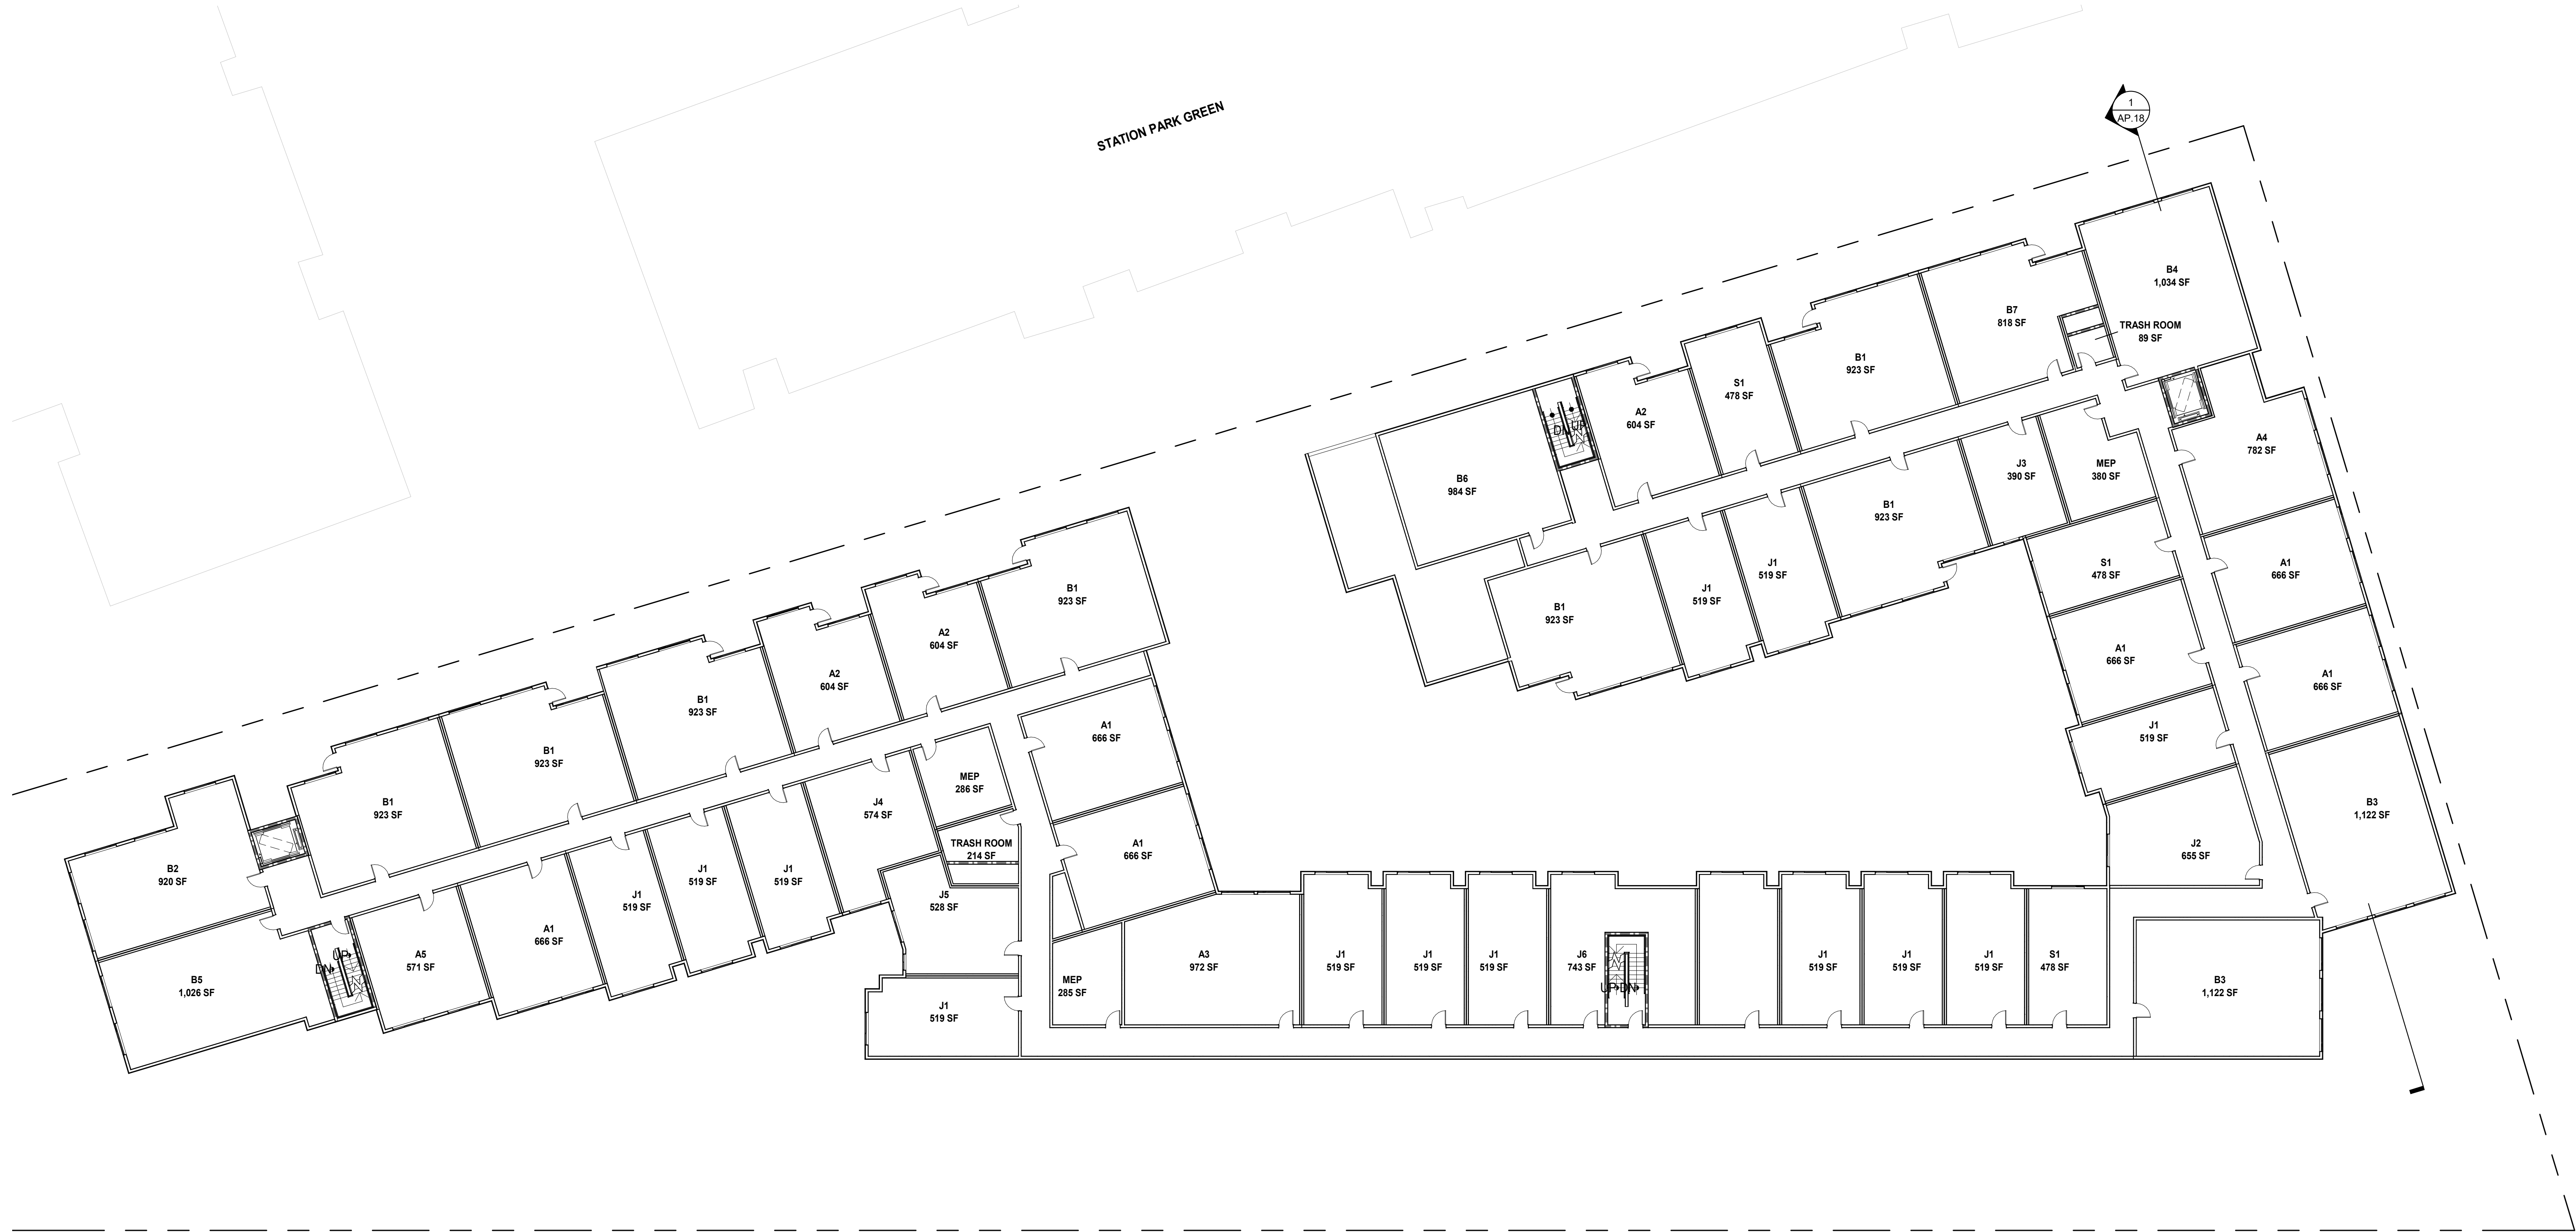 STATION PARK GREEN
1
AP.18
B4
1,034 SF
B7
818 SF
TRASH ROOM
89 SF
B1
923 SF
S1
478 SF
A2
604 SF
DN
UP
B6
984 SF
A4
782 SF
MEP
380 SF
J3
390 SF
B1
923 SF
J1
519 SF
J1
519 SF
B1
923 SF
S1
478 SF
A1
666 SF
A1
666 SF
A1
666 SF
J1
519 SF
J2
655 SF
B3
1,122 SF
B3
1,122 SF
B1
923 SF
A2
604 SF
A2
604 SF
B1
923 SF
B1
923 SF
B1
923 SF
B2
920 SF
B5
1,026 SF
DN
UP
A5
571 SF
A1
666 SF
J1
519 SF
J1
519 SF
J1
519 SF
J4
574 SF
MEP
286 SF
TRASH ROOM
214 SF
J5
528 SF
J1
519 SF
A1
666 SF
A1
666 SF
MEP
285 SF
A3
972 SF
J1
519 SF
J1
519 SF
J1
519 SF
J6
743 SF
UP
DN
J1
519 SF
J1
519 SF
J1
519 SF
S1
478 SF